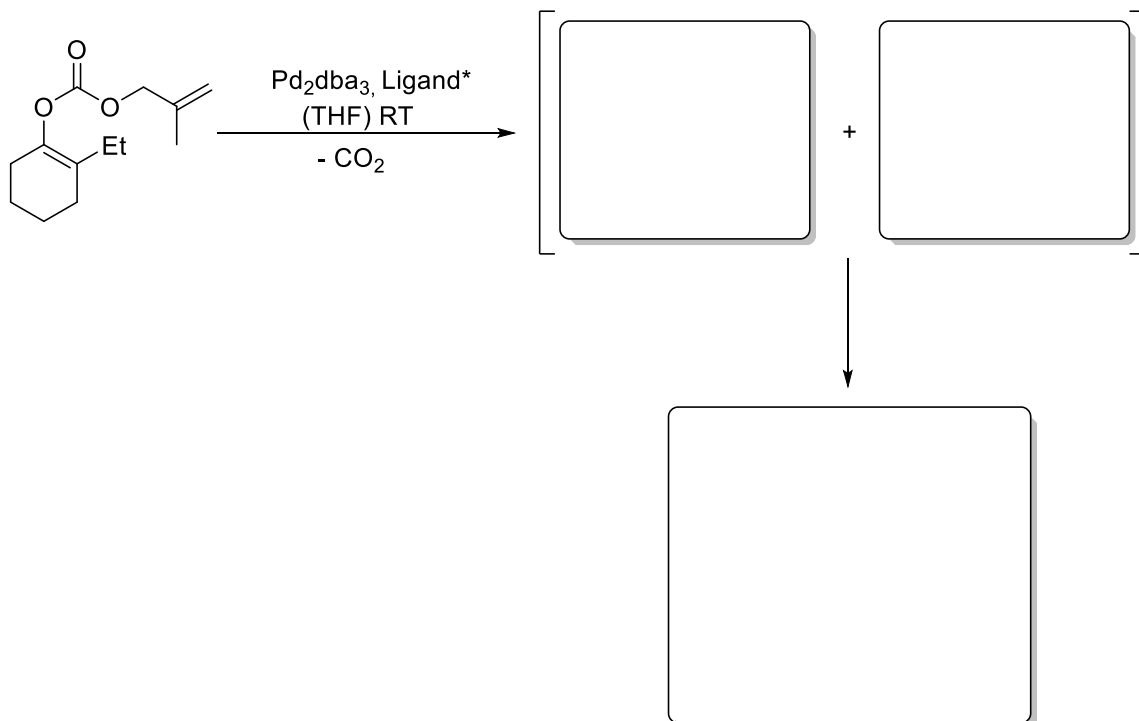 O
O
O
Et
Pd₂dba₃, Ligand*
(THF) RT
- CO₂
+